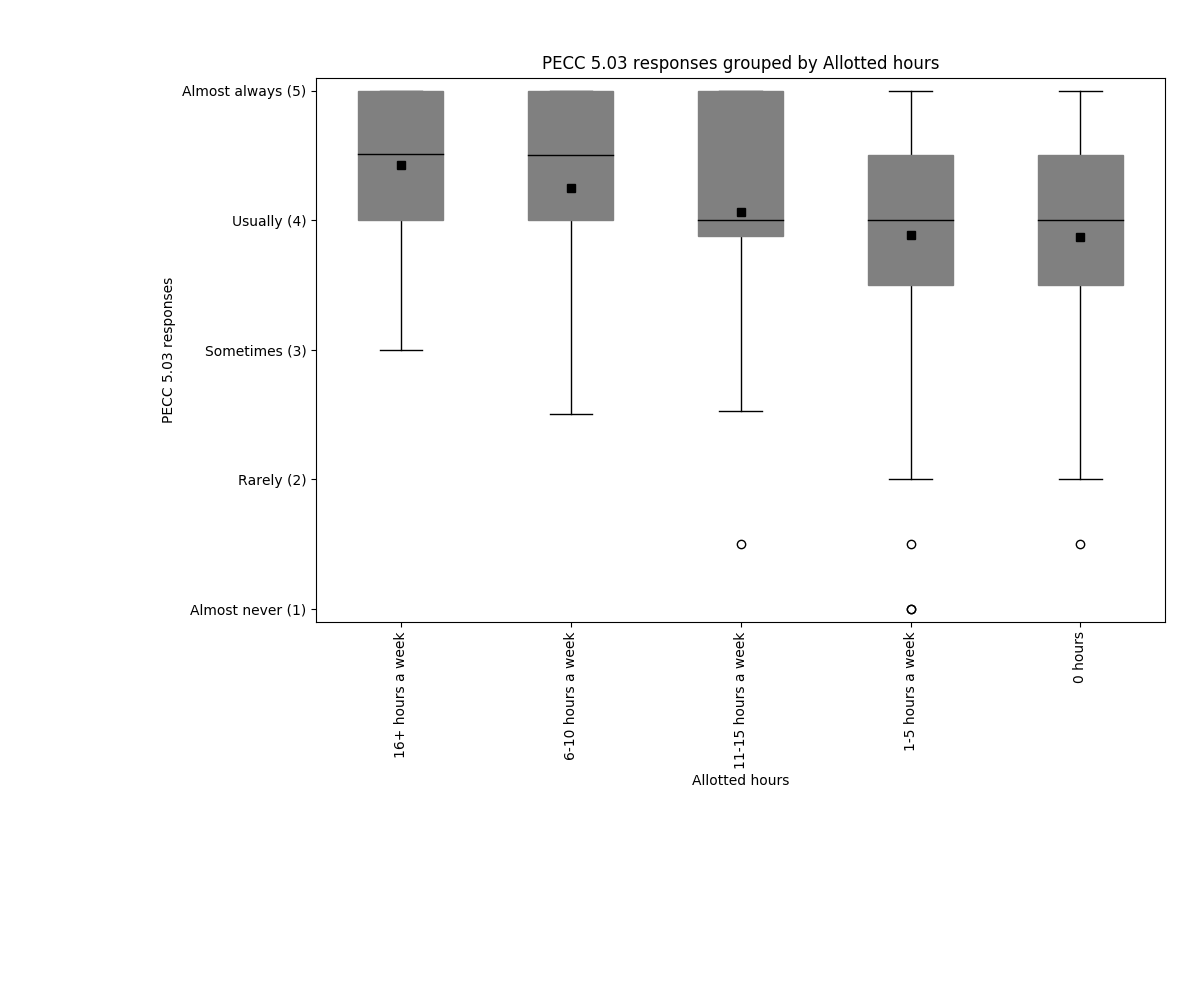 PECC 5.03 responses grouped by Allotted hours
Almost always (5)
Usually (4)
Sometimes (3)
Rarely (2)
Almost never (1)
PECC 5.03 responses
16+ hours a week
6-10 hours a week
11-15 hours a week
1-5 hours a week
0 hours
Allotted hours